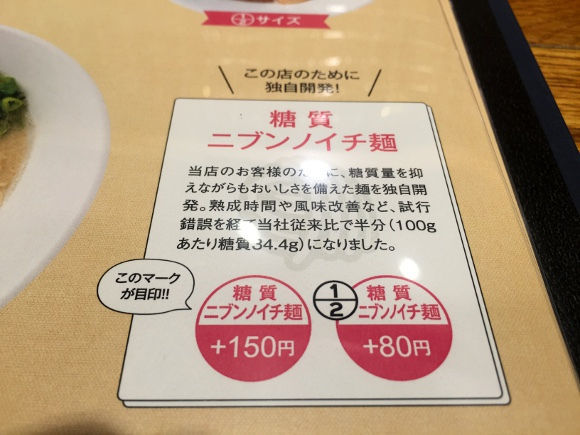 ½サイズ
この店のために
独自開発!
糖質
ニブンノイチ麺
当店のお客様のために、糖質量を抑
えながらもおいしさを備えた麺を独自開
発。熟成時間や風味改善など、試行
錯誤を経て当社従来比で半分(100g
あたり糖質34.4g)になりました。
このマーク
が目印!!
糖質
ニブンノイチ麺
+150円
1/2
糖質
ニブンノイチ麺
+80円